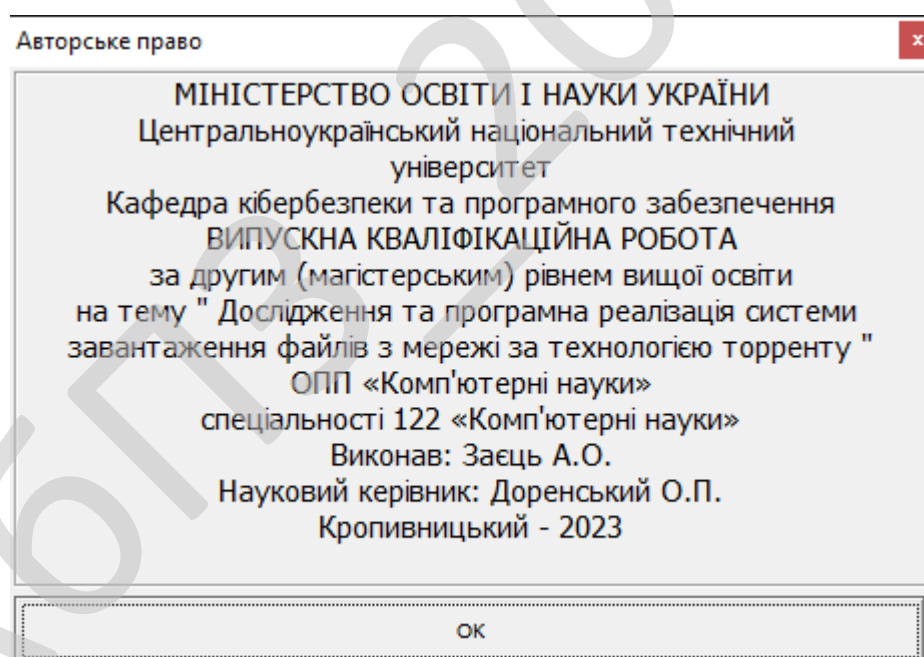 Авторське право
x
МІНІСТЕРСТВО ОСВІТИ І НАУКИ УКРАЇНИ
Центральноукраїнський національний технічний
університет
Кафедра кібербезпеки та програмного забезпечення
ВИПУСКНА КВАЛІФІКАЦІЙНА РОБОТА
за другим (магістерським) рівнем вищої освіти
на тему " Дослідження та програмна реалізація системи
завантаження файлів з мережі за технологією торренту "
ОПП «Комп'ютерні науки»
спеціальності 122 «Комп'ютерні науки»
Виконав: Заєць А.О.
Науковий керівник: Доренський О.П.
Кропивницький - 2023
ОК